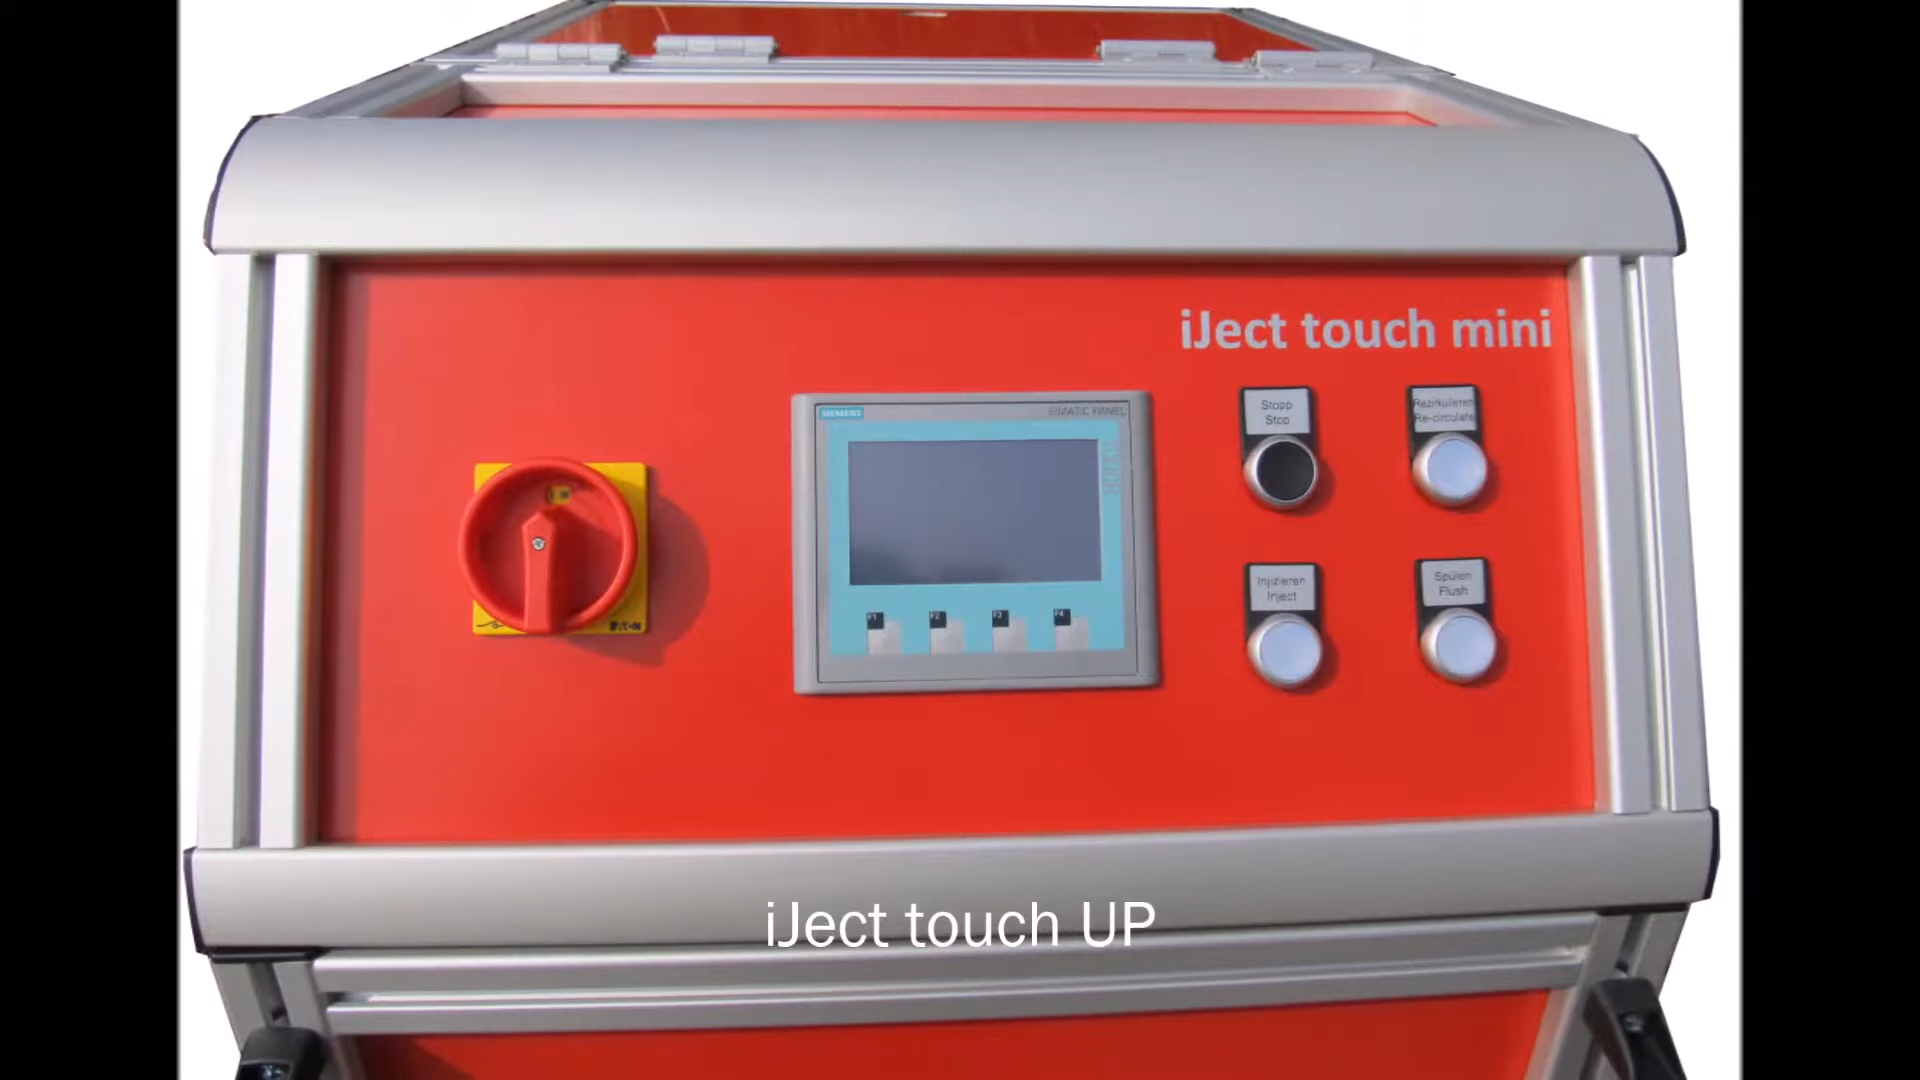 iJect touch mini
SIEMENS
SIMATIC PANEL
Stopp
Stop
Rezirkulieren
Re-circulate
Injizieren
Inject
Spülen
Flush
F1
F2
F3
F4
iJect touch UP